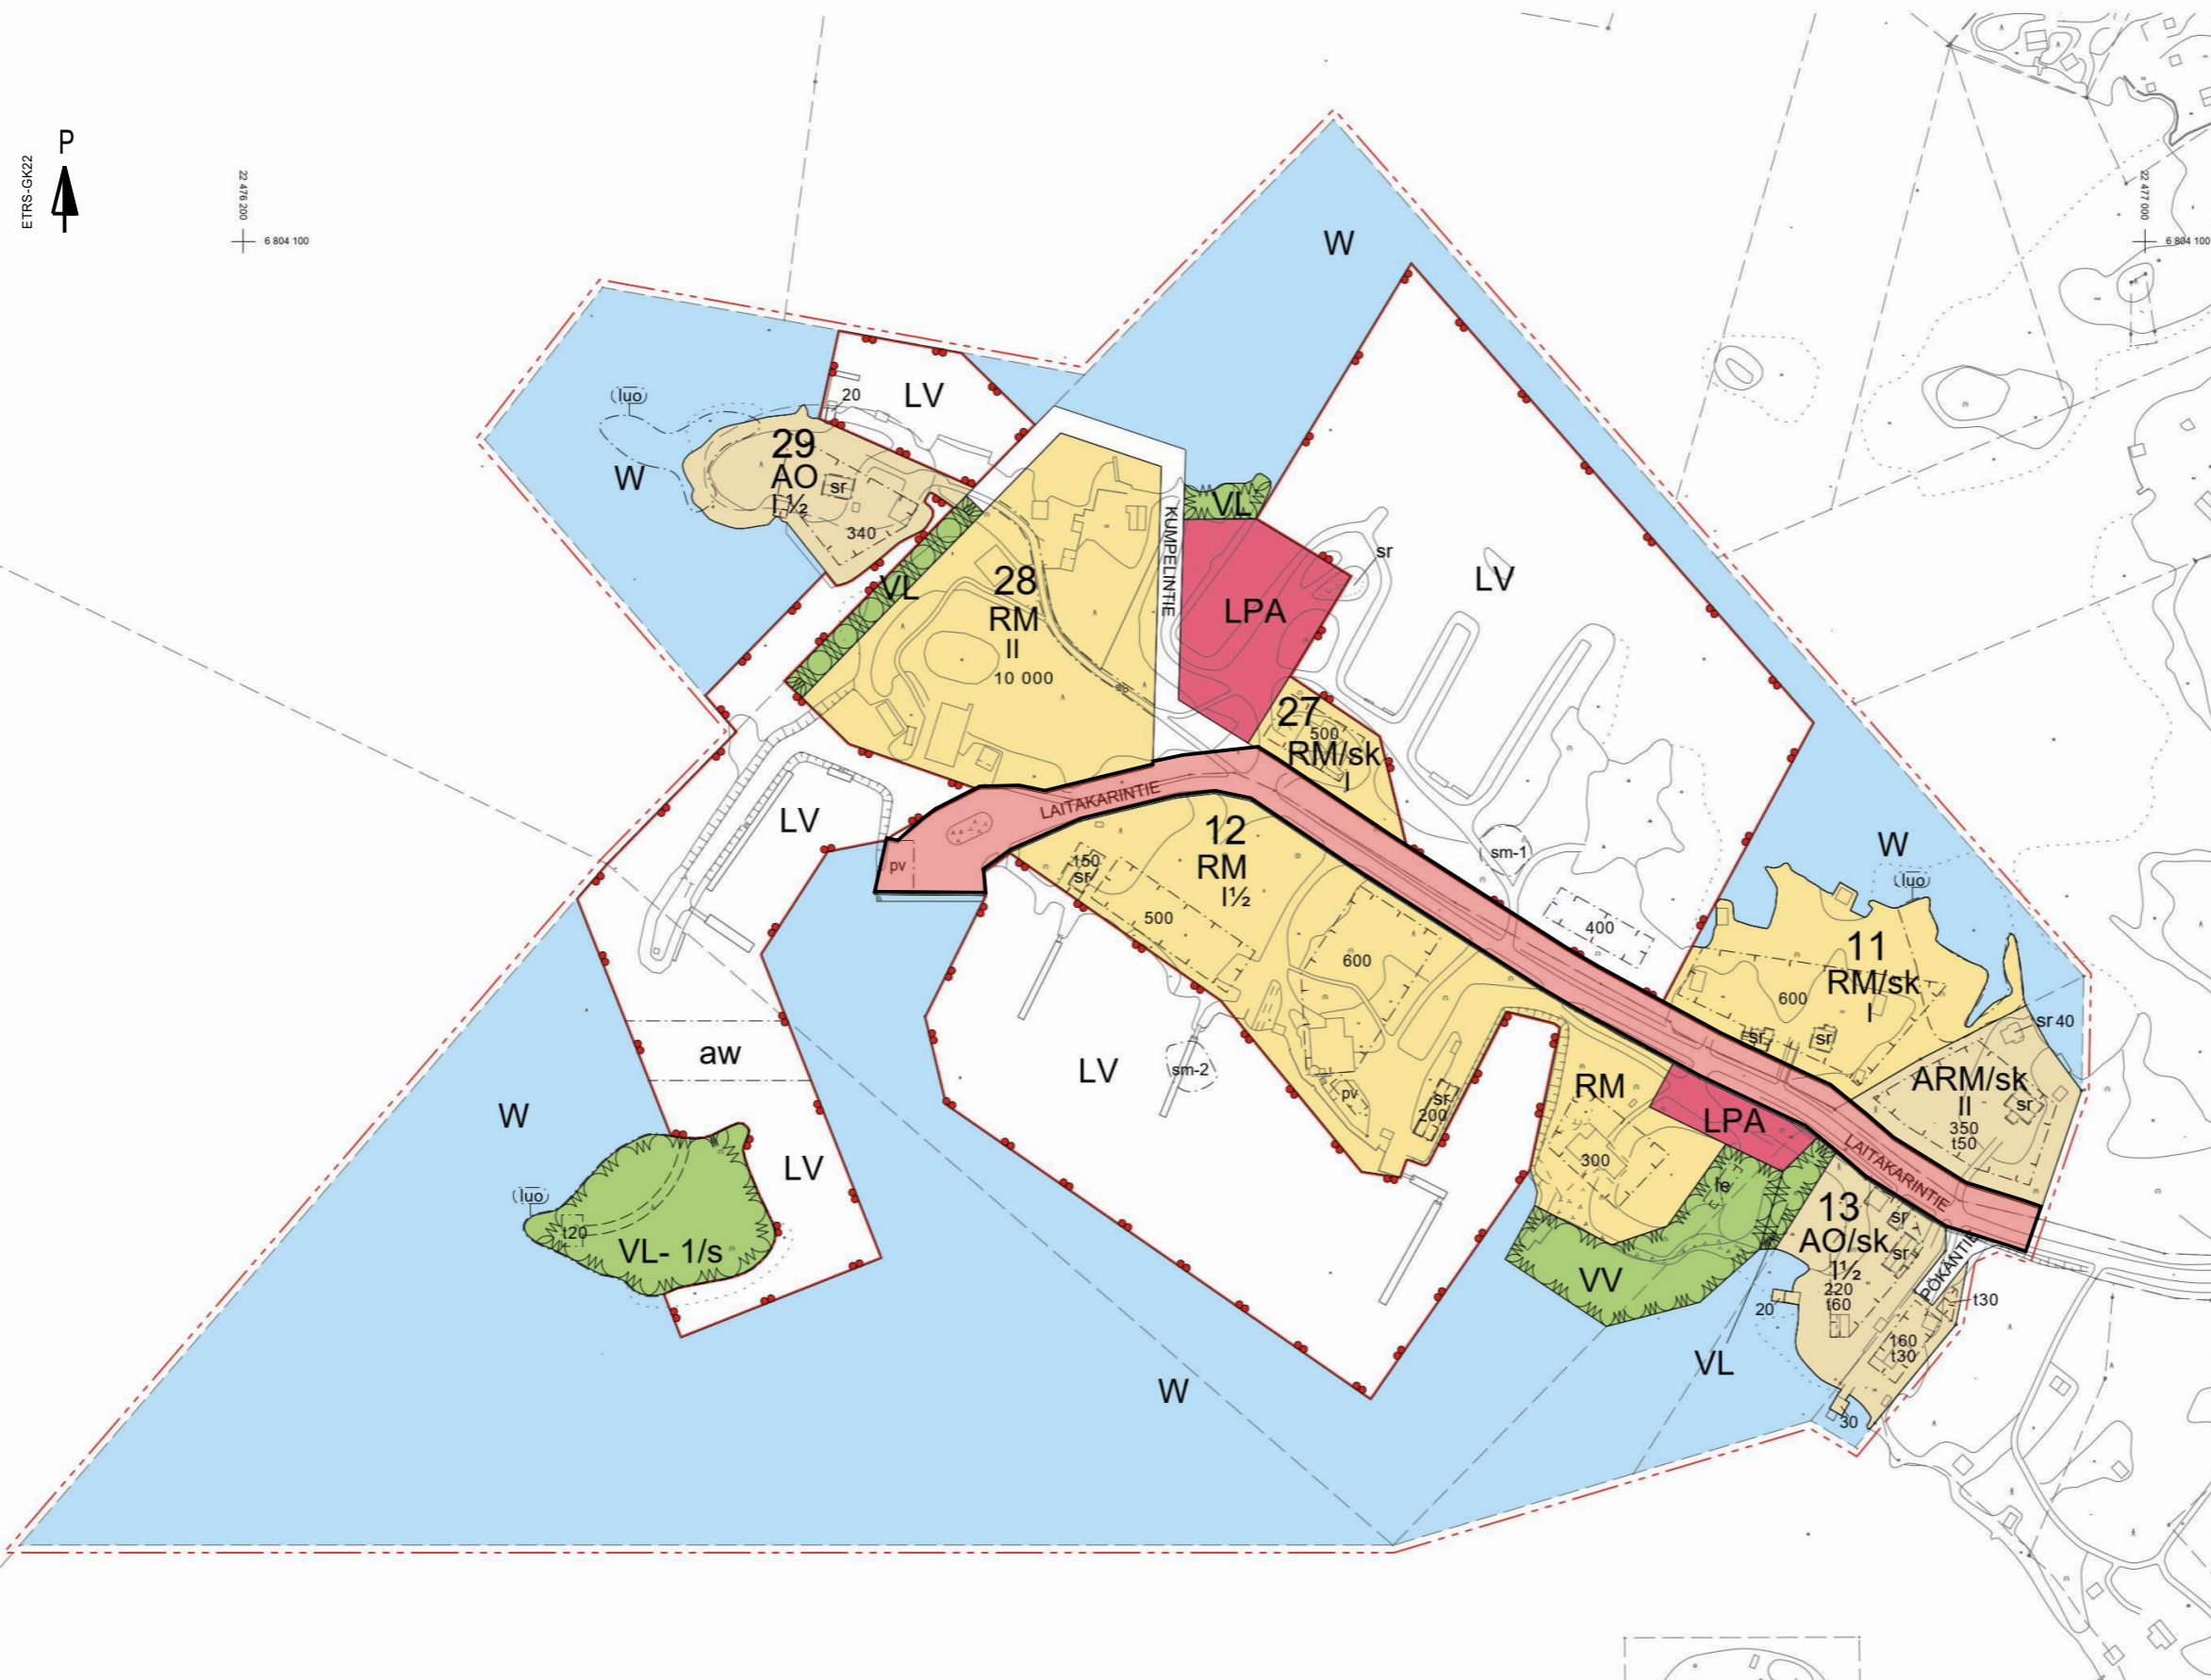 P
ETRS-GK22
22 476 200
6 804 100
22 477 000
6 804 100
W
LV
20
luo
29
AO
I ½
sr
340
W
VL
VL
KUMPELINTIE
28
RM
II
10 000
LPA
sr
LV
27
500
RM/sk
I
LAITAKARINTIE
LV
pv
12
RM
I½
150
sr
500
600
sm-1
400
W
luo
11
RM/sk
I
600
sr
sr
sr 40
ARM/sk
II
350
t50
sr
aw
W
LV
sm-2
LV
pv
sr
200
RM
300
LPA
LAITAKARINTIE
le
13
AO/sk
I½
220
t60
sr
sr
PÖKÄNTIE
t30
160
t30
20
30
luo
t20
VL- 1/s
LV
VV
VL
W